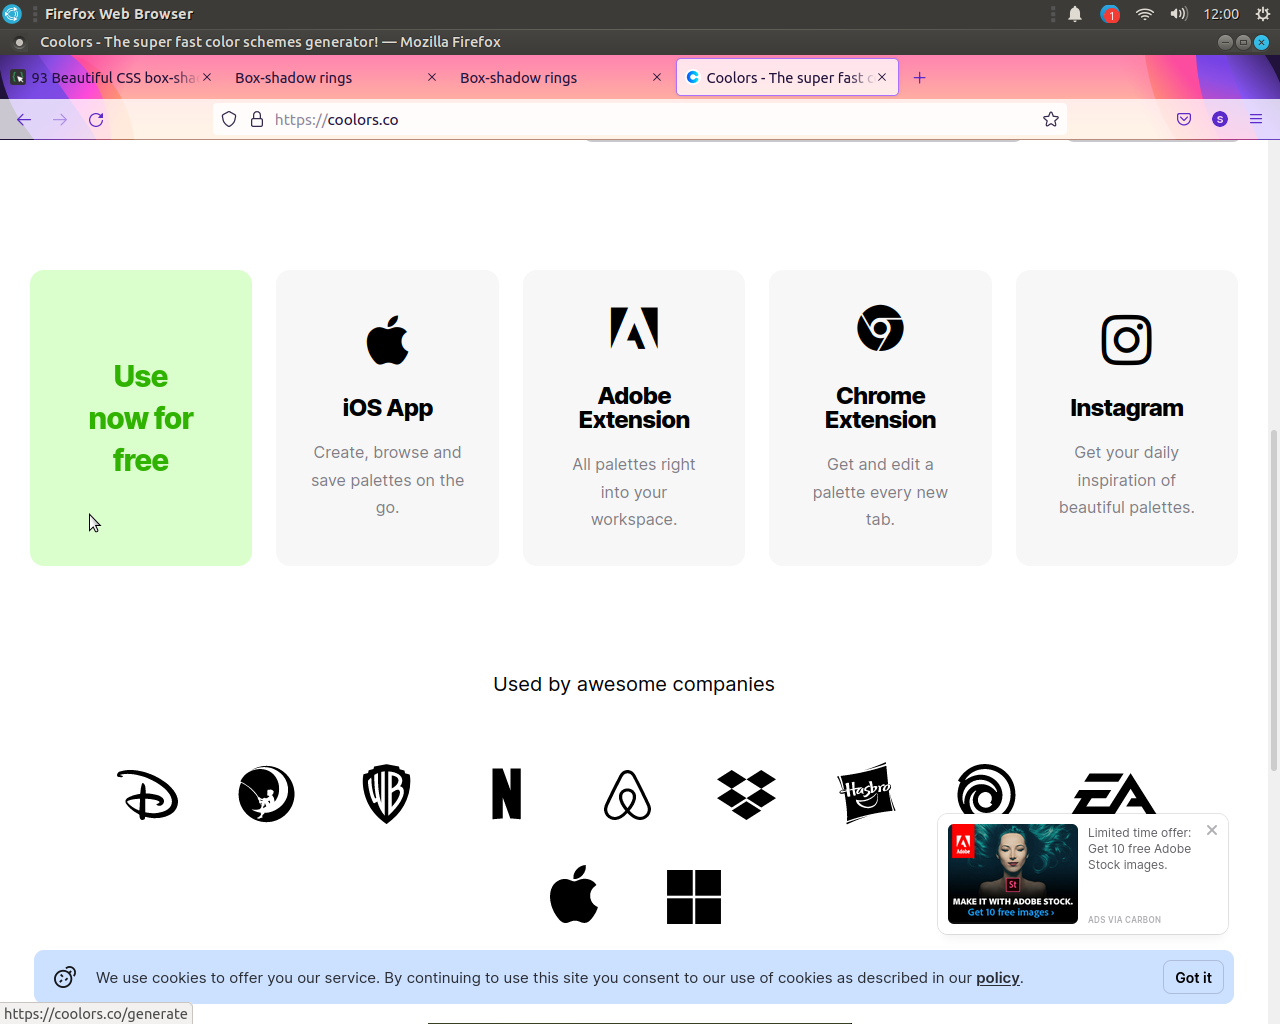 Firefox Web Browser
1
12:00
Coolors - The super fast color schemes generator! — Mozilla Firefox
93 Beautiful CSS box-sha
Box-shadow rings
Box-shadow rings
Coolors - The super fast c
https://coolors.co
S
Use
now for
free
iOS App
Create, browse and
save palettes on the
go.
Adobe
Extension
All palettes right
into your
workspace.
Chrome
Extension
Get and edit a
palette every new
tab.
Instagram
Get your daily
inspiration of
beautiful palettes.
Used by awesome companies
WB
N
Hasbro
EA
Adobe
St
MAKE IT WITH ADOBE STOCK.
Get 10 free images ›
Limited time offer:
Get 10 free Adobe
Stock images.
ADS VIA CARBON
We use cookies to offer you our service. By continuing to use this site you consent to our use of cookies as described in our policy.
Got it
https://coolors.co/generate